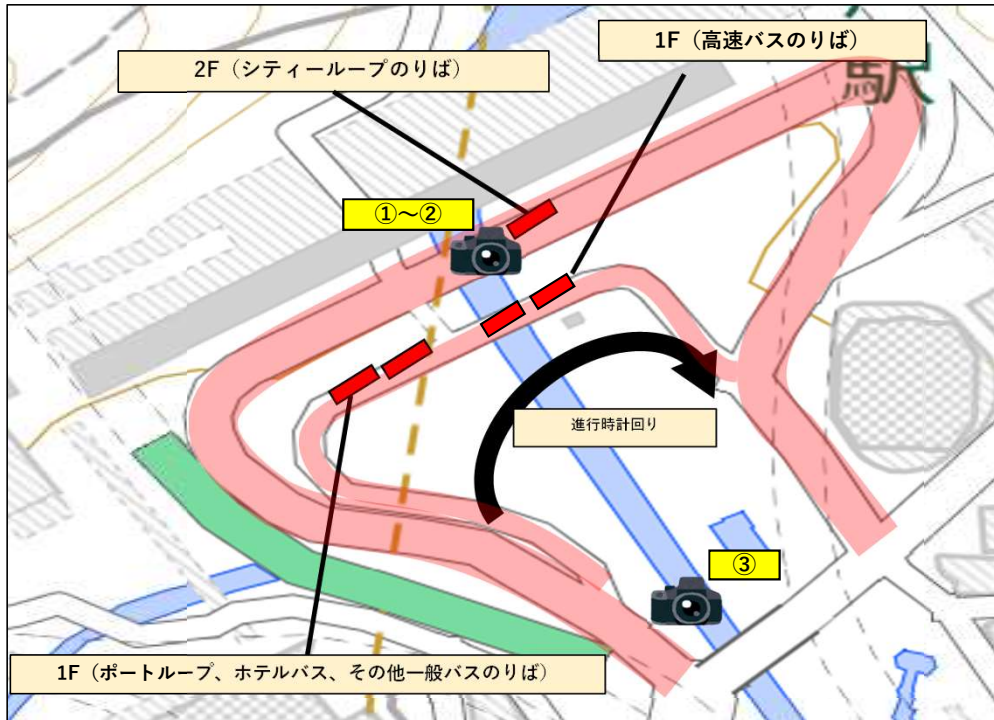 1F（高速バスのりば）
2F（シティーループのりば）
駅
①～②
進行時計回り
③
1F（ポートループ、ホテルバス、その他一般バスのりば）